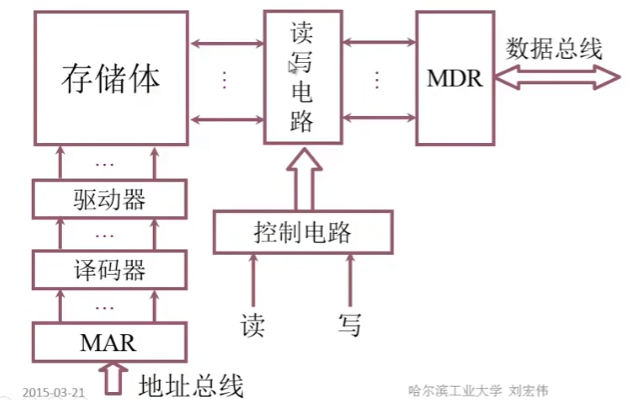 存储体
读写电路
MDR
数据总线
…
…
…
驱动器
…
控制电路
译码器
…
读
写
MAR
地址总线
2015-03-21
哈尔滨工业大学 刘宏伟